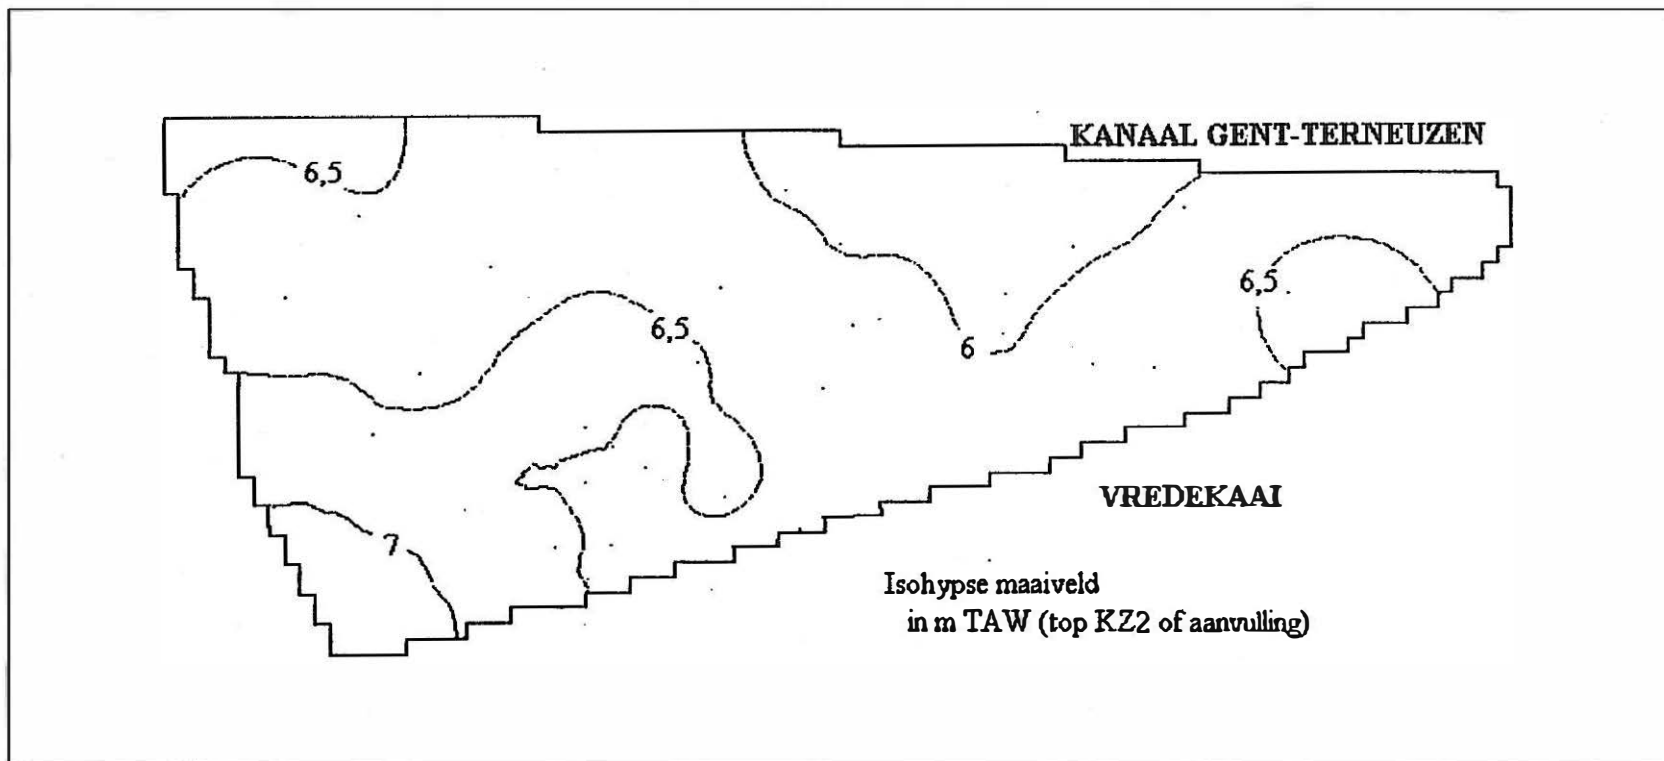 KANAAL GENT-TERNEUZEN
6,5
6,5
6,5
6
7
VREDEKAAI
Isohypse maaiveld
in m TAW (top KZ2 of aanvulling)